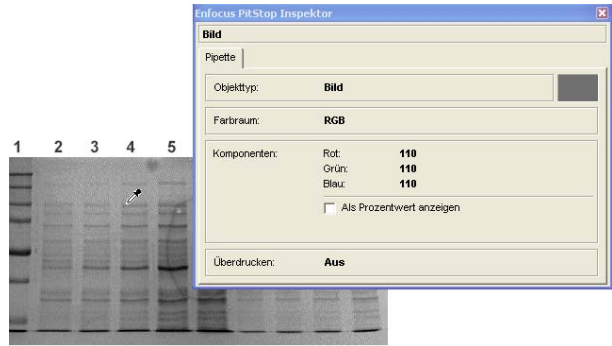 Enfocus PitStop Inspektor
Bild
Pipette
Objekttyp: Bild
Farbraum: RGB
Komponenten: Rot: 110
Grün: 110
Blau: 110
Als Prozentwert anzeigen
Überdrucken: Aus
1 2 3 4 5